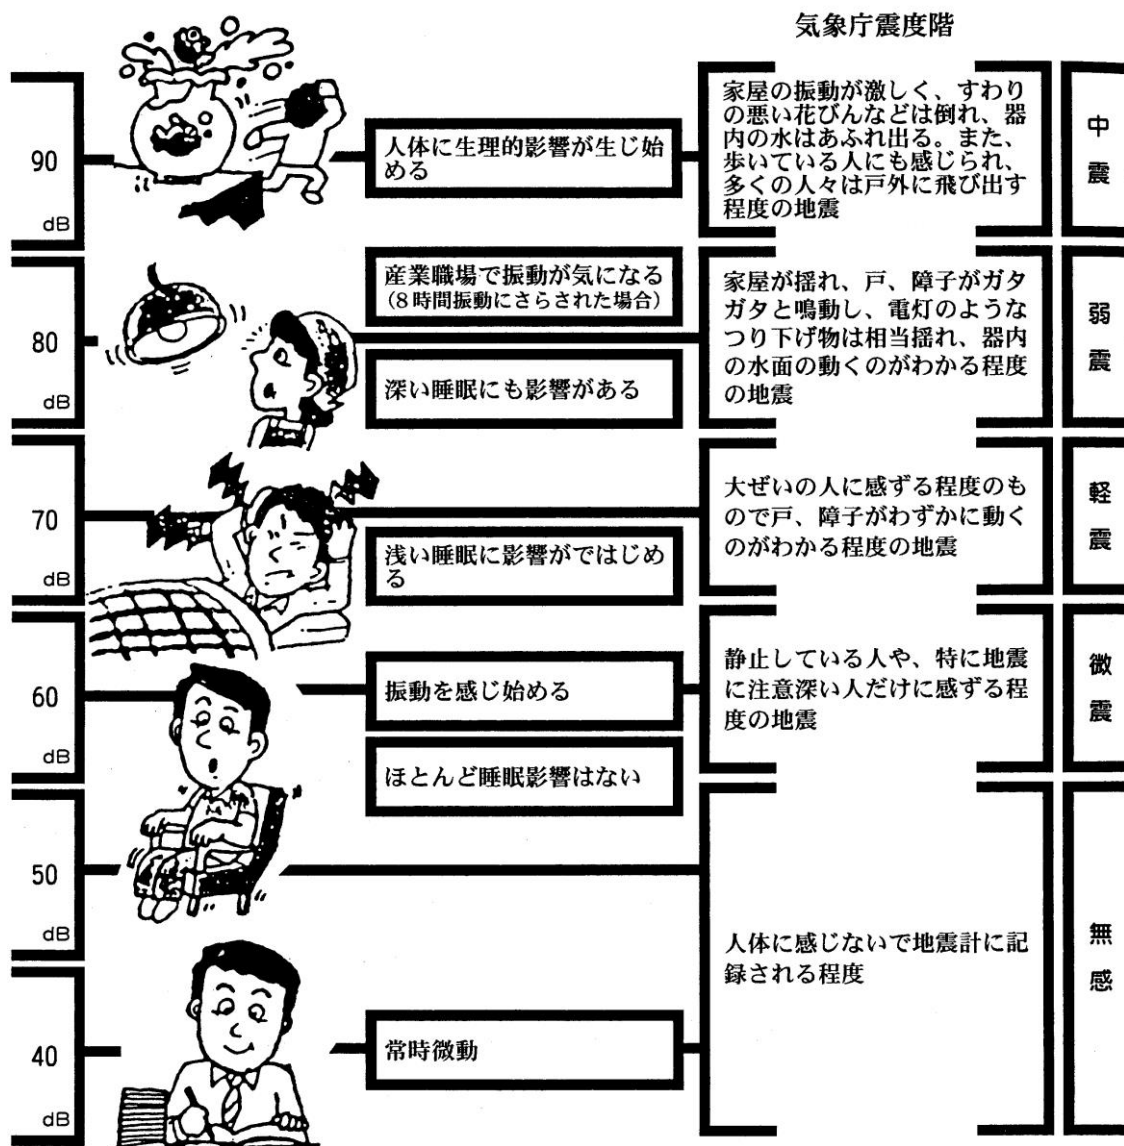 気象庁震度階
90
dB
人体に生理的影響が生じ始
める
家屋の振動が激しく、すわり
の悪い花びんなどは倒れ、器
内の水はあふれ出る。また、
歩いている人にも感じられ、
多くの人々は戸外に飛び出す
程度の地震
中震
80
dB
産業職場で振動が気になる
（8時間振動にさらされた場合）
深い睡眠にも影響がある
家屋が揺れ、戸、障子がガタ
ガタと鳴動し、電灯のような
つり下げ物は相当揺れ、器内
の水面の動くのがわかる程度
の地震
弱震
70
dB
浅い睡眠に影響がではじめ
る
大ぜいの人に感ずる程度のも
ので戸、障子がわずかに動く
のがわかる程度の地震
軽震
60
dB
振動を感じ始める
ほとんど睡眠影響はない
静止している人や、特に地震
に注意深い人だけに感ずる程
度の地震
微震
50
dB
人体に感じないで地震計に記
録される程度
無感
40
dB
常時微動